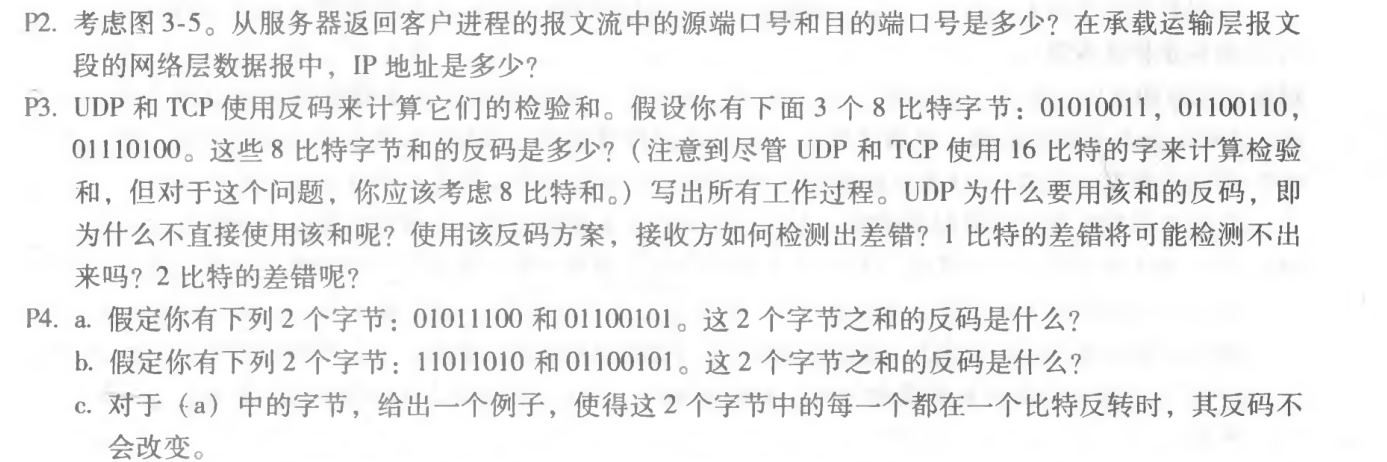 P2. 考虑图 3-5。从服务器返回客户进程的报文流中的源端口号和目的端口号是多少？在承载运输层报文
段的网络层数据报中，IP 地址是多少？
P3. UDP 和 TCP 使用反码来计算它们的检验和。假设你有下面 3 个 8 比特字节：01010011，01100110，
01110100。这些 8 比特字节和的反码是多少？（注意到尽管 UDP 和 TCP 使用 16 比特的字来计算检验
和，但对于这个问题，你应该考虑 8 比特和。）写出所有工作过程。UDP 为什么要用该和的反码，即
为什么不直接使用该和呢？使用该反码方案，接收方如何检测出差错？1 比特的差错将可能检测不出
来吗？2 比特的差错呢？
P4. a. 假定你有下列 2 个字节：01011100 和 01100101。这 2 个字节之和的反码是什么？
b. 假定你有下列 2 个字节：11011010 和 01100101。这 2 个字节之和的反码是什么？
c. 对于（a）中的字节，给出一个例子，使得这 2 个字节中的每一个都在一个比特反转时，其反码不
会改变。